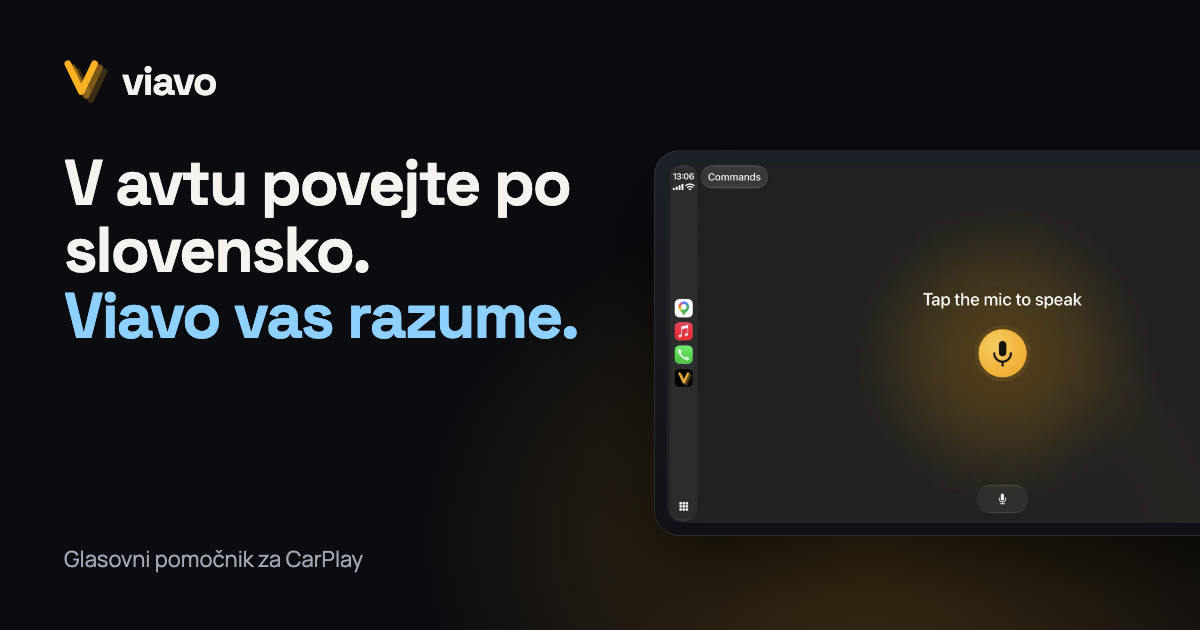 viavo
V avtu povejte po
slovensko.
Viavo vas razume.
Glasovni pomočnik za CarPlay
13:06
Commands
Tap the mic to speak